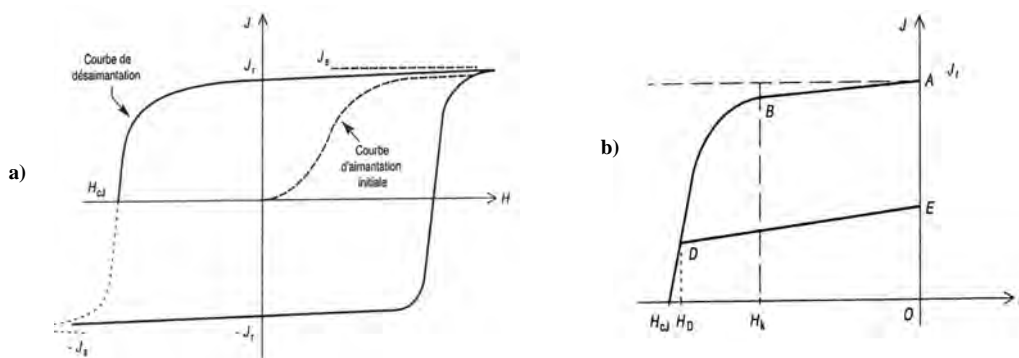 a)
J
Courbe de
désaimantation
Jr
Js
Courbe
d'aimantation
initiale
HcJ
H
-Jr
-Js
b)
J
Jr
A
B
E
D
HcJ
HD
Hk
O